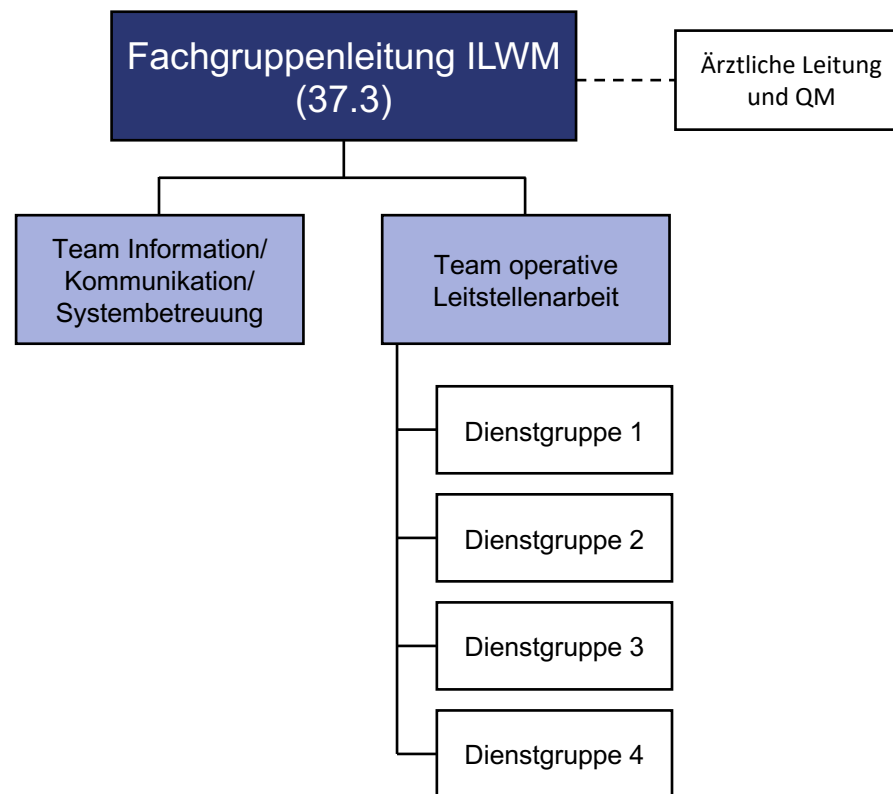 Fachgruppenleitung ILWM
(37.3)
Ärztliche Leitung
und QM
Team Information/
Kommunikation/
Systembetreuung
Team operative
Leitstellenarbeit
Dienstgruppe 1
Dienstgruppe 2
Dienstgruppe 3
Dienstgruppe 4